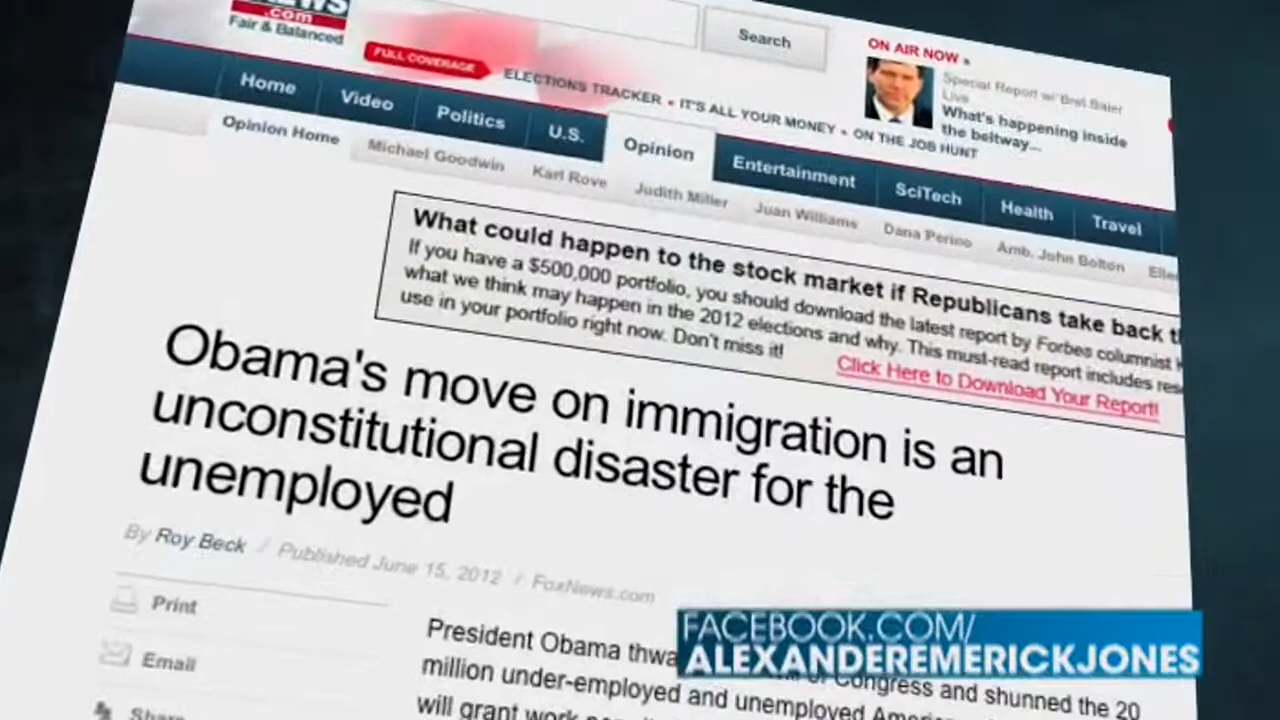 .com
Fair & Balanced
Search
FULL COVERAGE
ELECTIONS TRACKER • IT'S ALL YOUR MONEY • ON THE JOB HUNT
ON AIR NOW »
Special Report w/ Bret Baier
Live
What's happening inside
the beltway...
Home Video Politics U.S. Opinion Entertainment SciTech Health Travel
Opinion Home Michael Goodwin Karl Rove Judith Miller Juan Williams Dana Perino Amb. John Bolton
What could happen to the stock market if Republicans take back
If you have a $500,000 portfolio, you should download the latest report by Forbes columnist
what we think may happen in the 2012 elections and why. This must-read report includes
use in your portfolio right now. Don't miss it!
Click Here to Download Your Report!
Obama's move on immigration is an
unconstitutional disaster for the
unemployed
By Roy Beck / Published June 15, 2012 / FoxNews.com
Print
Email
Share
President Obama Congress and shunned the 20
million under-employed and unemployed
will grant work
FACEBOOK.COM/
ALEXANDEREMERICKJONES